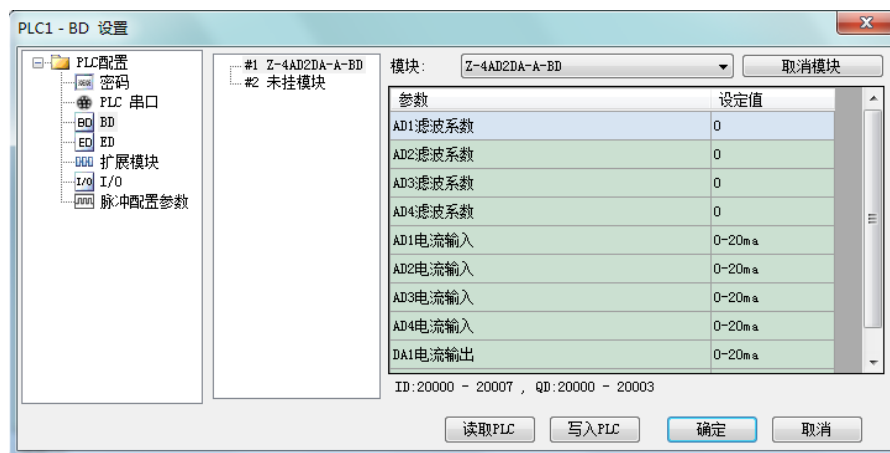 PLC1 - BD 设置
PLC配置
密码
PLC 串口
BD BD
ED ED
扩展模块
I/O I/O
脉冲配置参数
#1 Z-4AD2DA-A-BD
#2 未挂模块
模块: Z-4AD2DA-A-BD 取消模块
参数 设定值
AD1滤波系数 0
AD2滤波系数 0
AD3滤波系数 0
AD4滤波系数 0
AD1电流输入 0-20ma
AD2电流输入 0-20ma
AD3电流输入 0-20ma
AD4电流输入 0-20ma
DA1电流输出 0-20ma
ID:20000 - 20007 , QD:20000 - 20003
读取PLC 写入PLC 确定 取消